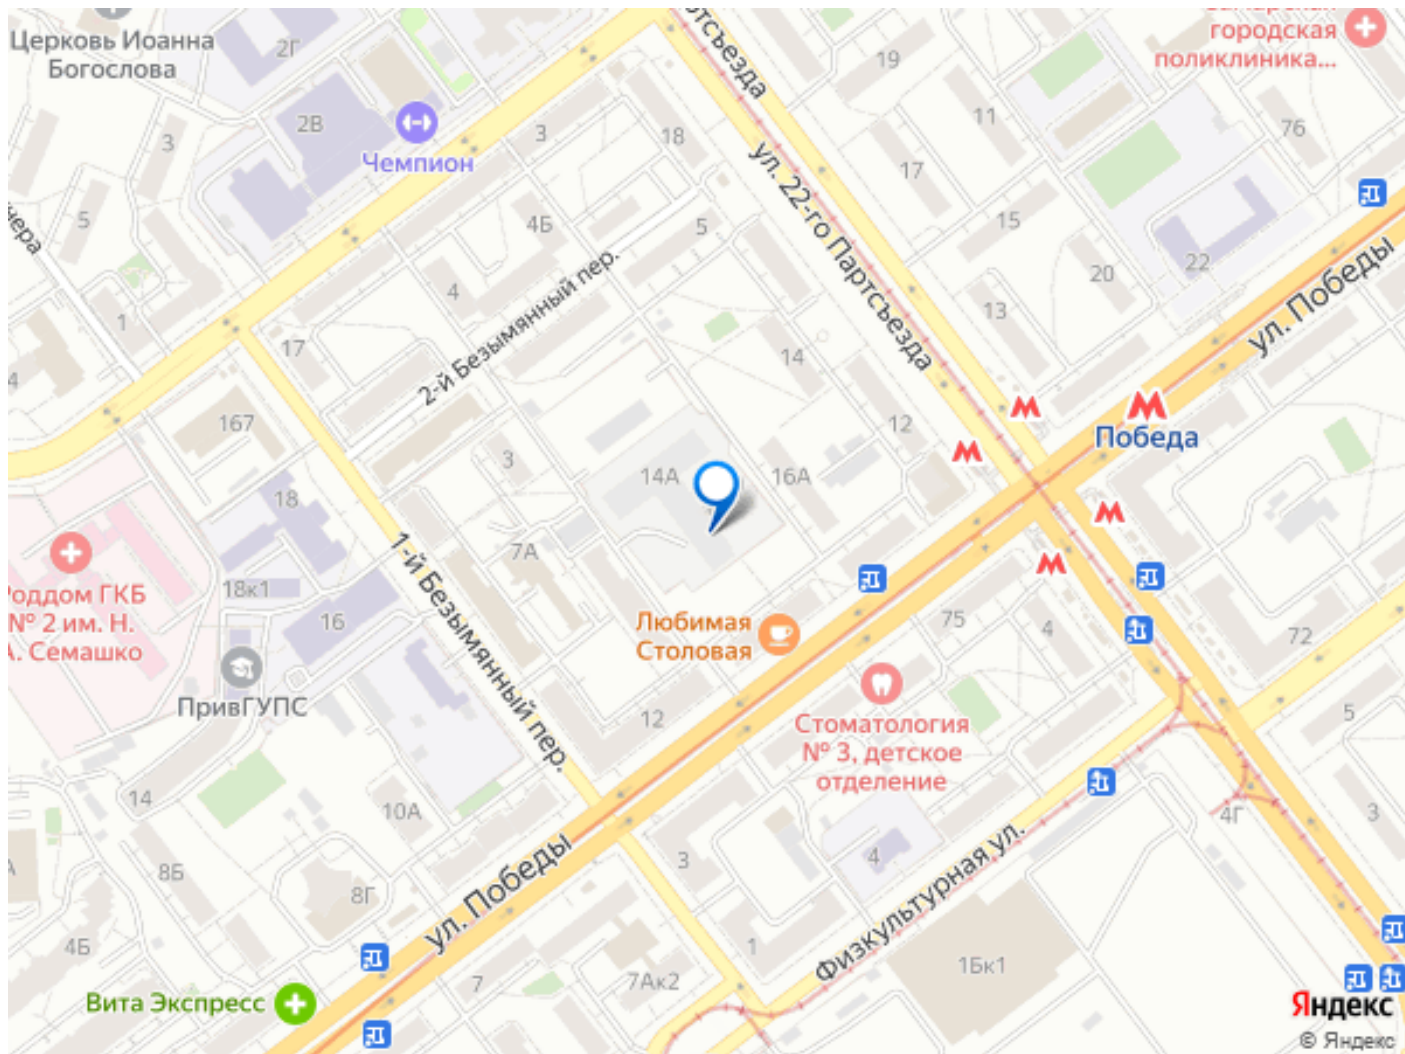 Церковь Иоанна
Богослова
2Г
2В
Чемпион
3
3
18
19
11
17
15
городская
поликлиника...
76
ул. 22-го Партсъезда
5
4Б
5
4
2-й Безымянный пер.
1
17
14
13
20
22
ул. Победы
167
3
14А
16А
12
Победа
18
7А
18к1
16
1-й Безымянный пер.
Роддом ГКБ
№ 2 им. Н.
А. Семашко
ПривГУПС
Любимая
Столовая
75
4
72
12
Стоматология
№ 3, детское
отделение
5
14
10А
4Г
3
8Б
8Г
3
4
Физкультурная ул.
ул. Победы
4Б
7
7Ак2
1
1Бк1
Вита Экспресс
Яндекс
© Яндекс